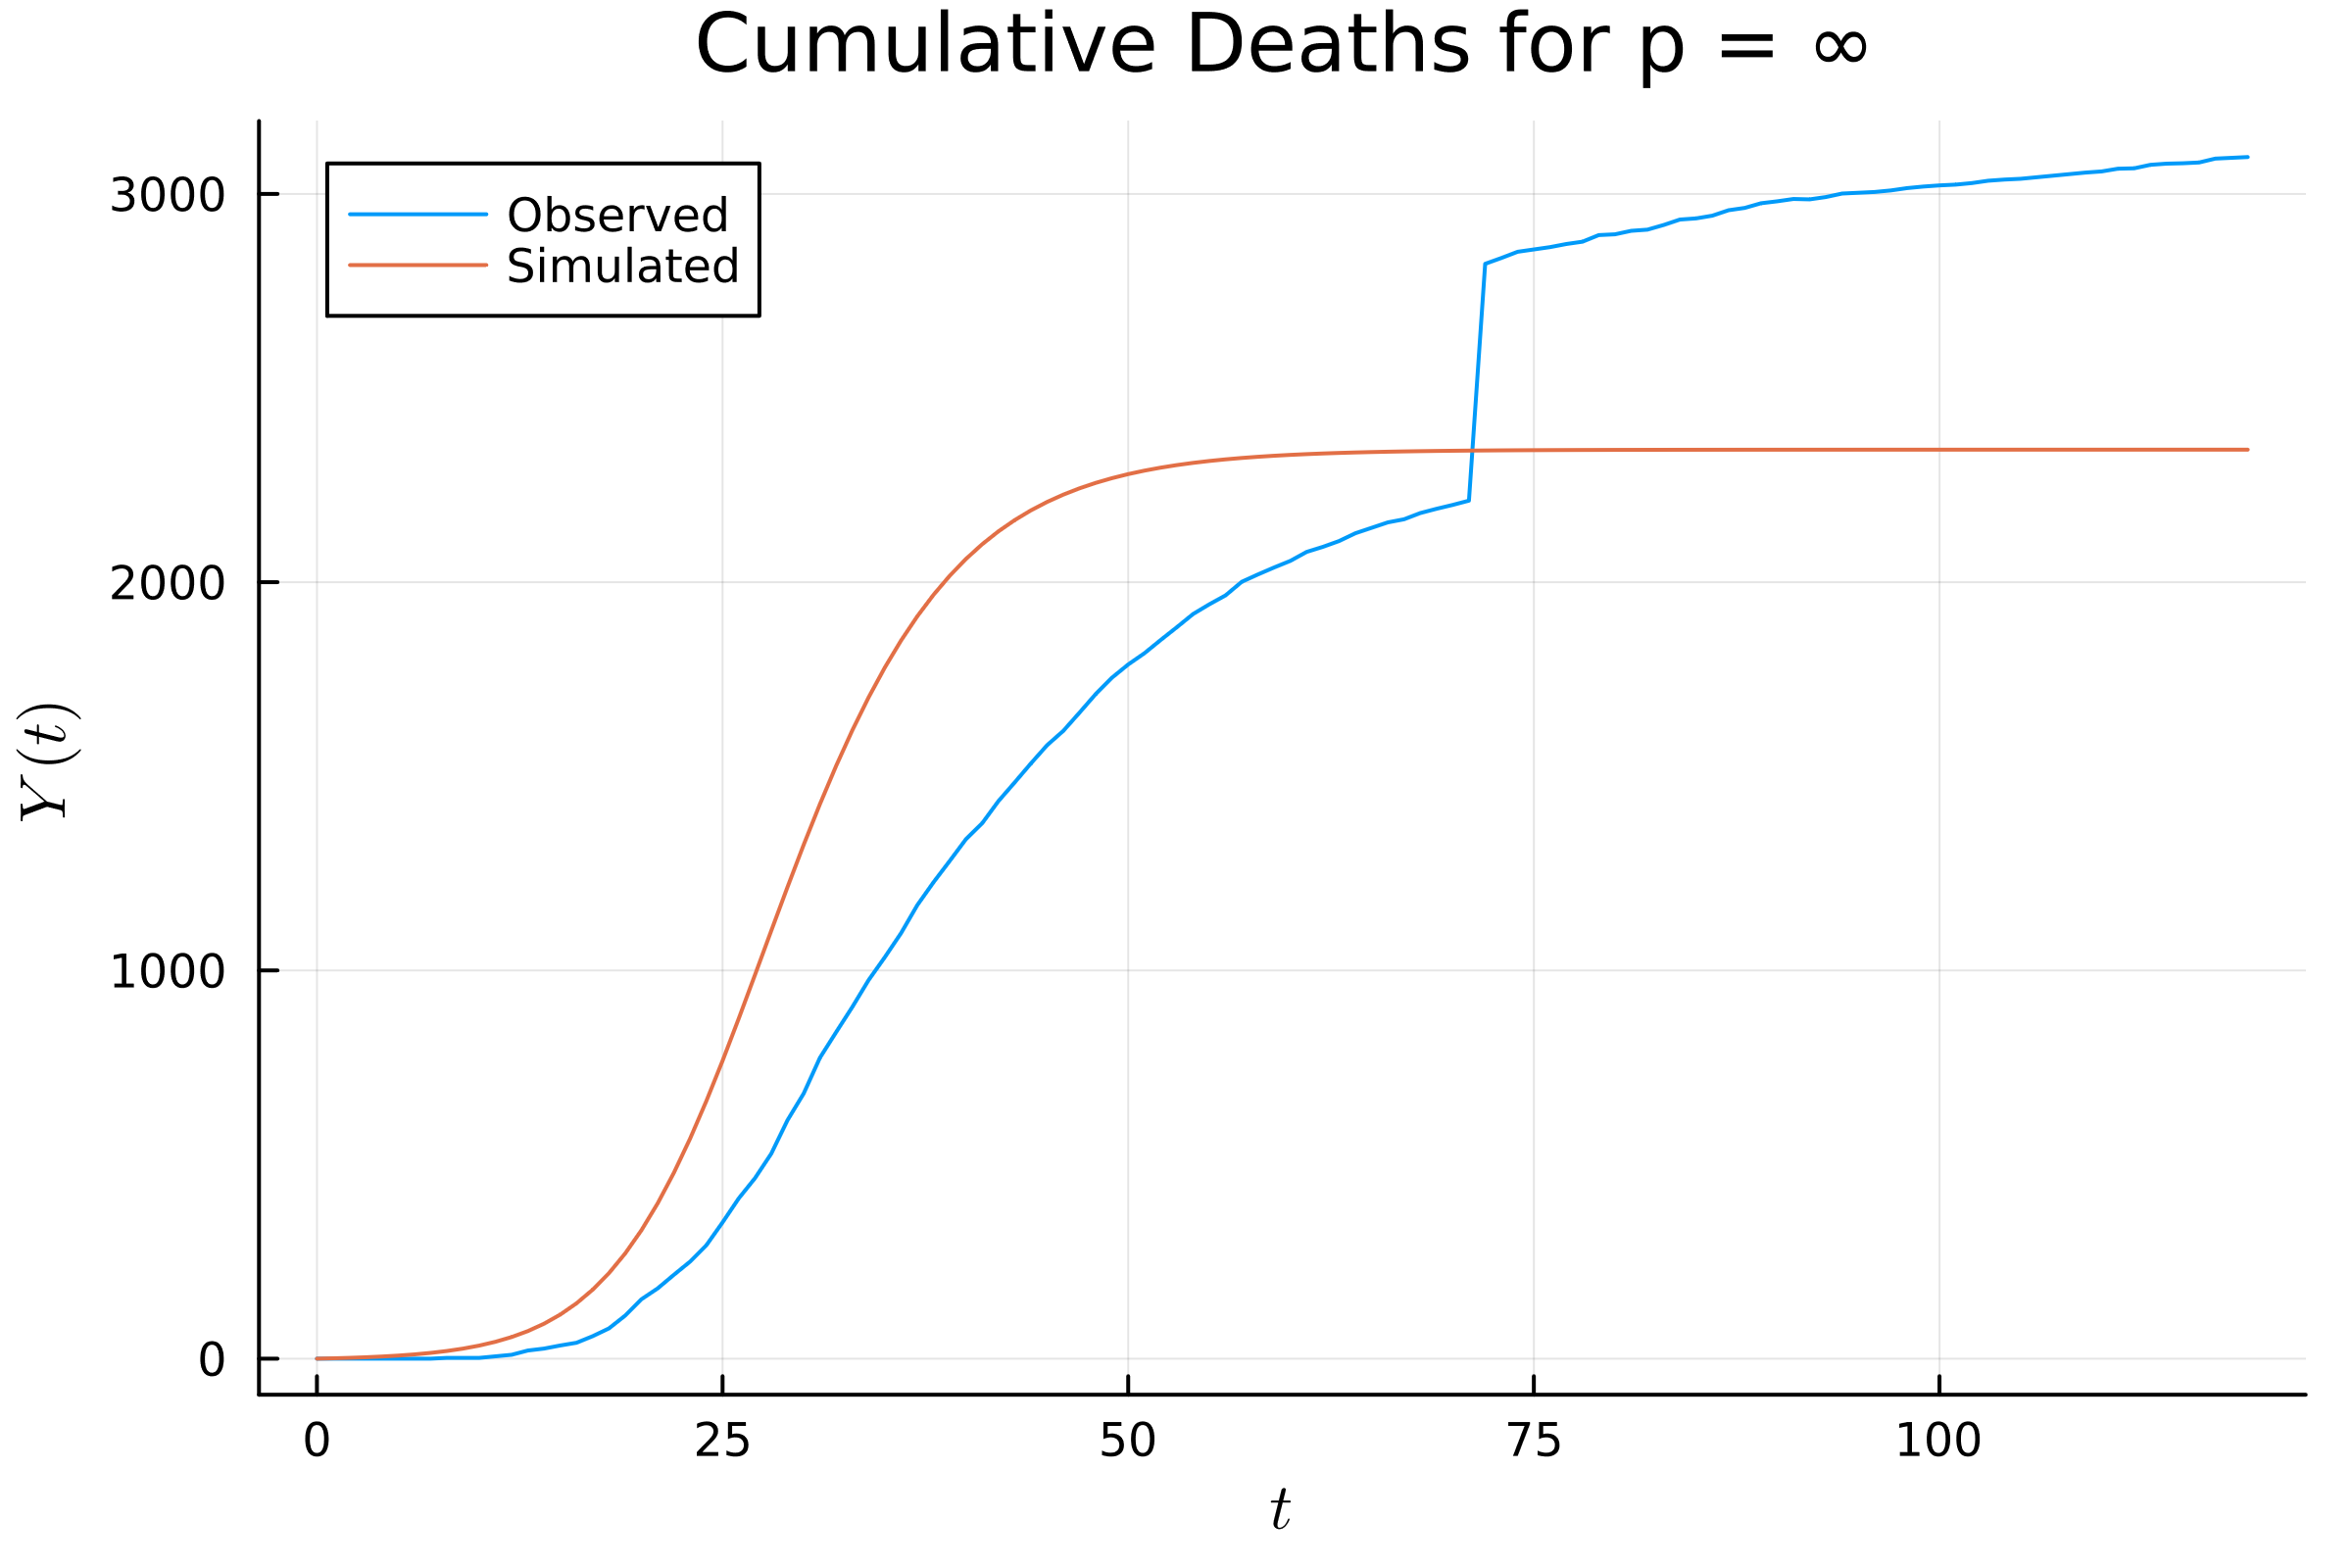 Cumulative Deaths for p = ∞
Observed
Simulated
3000
2000
1000
0
Y(t)
0 25 50 75 100
t